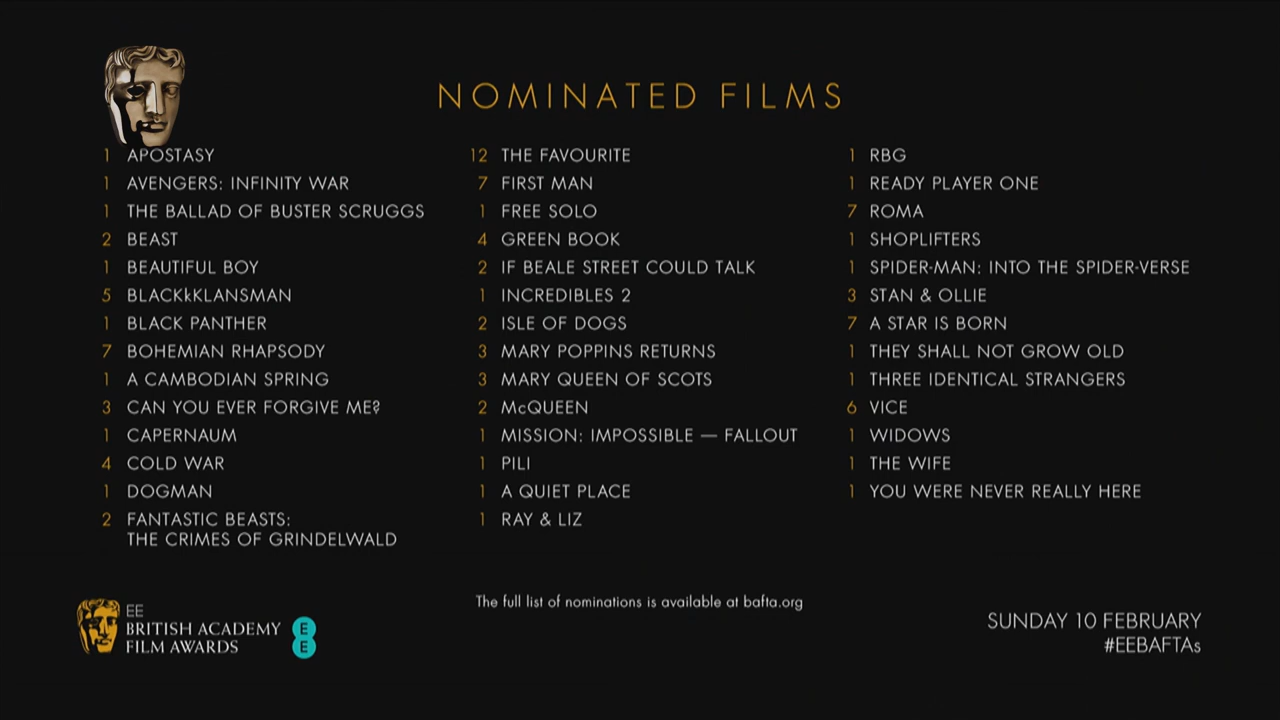 NOMINATED FILMS
1 APOSTASY
1 AVENGERS: INFINITY WAR
1 THE BALLAD OF BUSTER SCRUGGS
2 BEAST
1 BEAUTIFUL BOY
5 BLACKkKLANSMAN
1 BLACK PANTHER
7 BOHEMIAN RHAPSODY
1 A CAMBODIAN SPRING
3 CAN YOU EVER FORGIVE ME?
1 CAPERNAUM
4 COLD WAR
1 DOGMAN
2 FANTASTIC BEASTS:
THE CRIMES OF GRINDELWALD
12 THE FAVOURITE
7 FIRST MAN
1 FREE SOLO
4 GREEN BOOK
2 IF BEALE STREET COULD TALK
1 INCREDIBLES 2
2 ISLE OF DOGS
3 MARY POPPINS RETURNS
3 MARY QUEEN OF SCOTS
2 McQUEEN
1 MISSION: IMPOSSIBLE — FALLOUT
1 PILI
1 A QUIET PLACE
1 RAY & LIZ
1 RBG
1 READY PLAYER ONE
7 ROMA
1 SHOPLIFTERS
1 SPIDER-MAN: INTO THE SPIDER-VERSE
3 STAN & OLLIE
7 A STAR IS BORN
1 THEY SHALL NOT GROW OLD
1 THREE IDENTICAL STRANGERS
6 VICE
1 WIDOWS
1 THE WIFE
1 YOU WERE NEVER REALLY HERE
The full list of nominations is available at bafta.org
EE
BRITISH ACADEMY
FILM AWARDS
E
E
SUNDAY 10 FEBRUARY
#EEBAFTAs